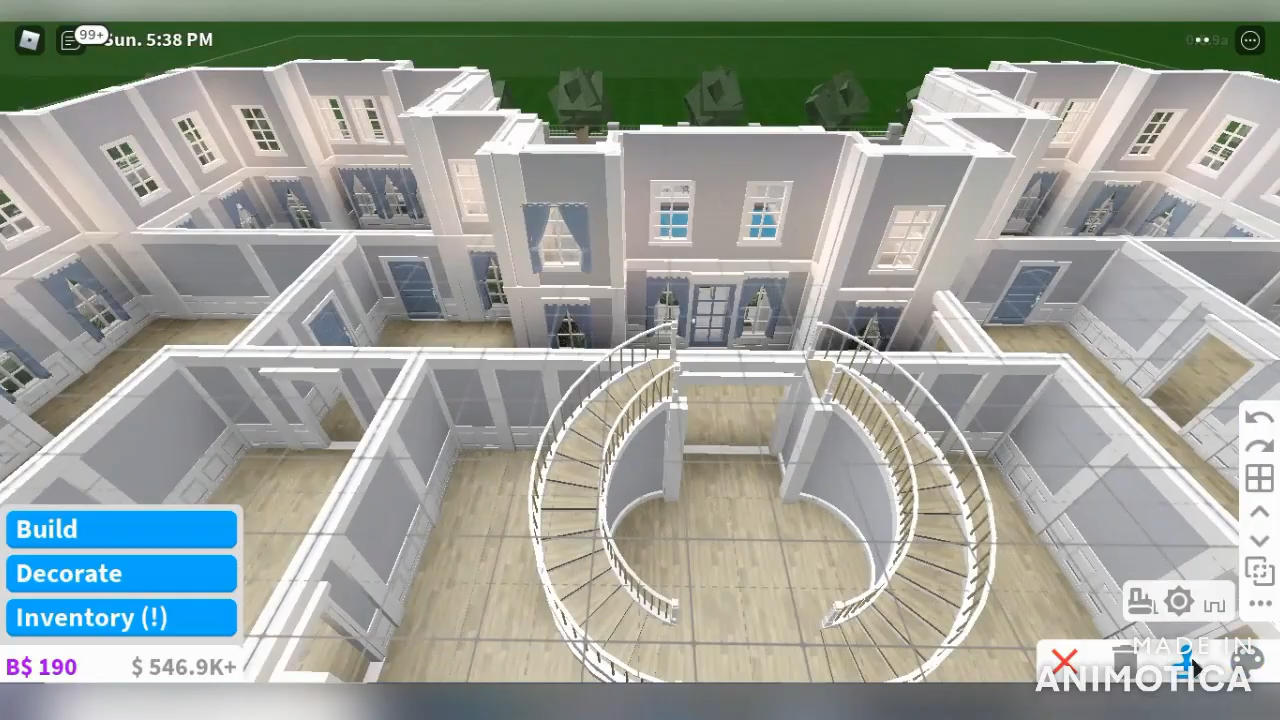 99+
Sun. 5:38 PM
Build
Decorate
Inventory (!)
B$ 190
$ 546.9K+
MADE IN
ANIMOTICA